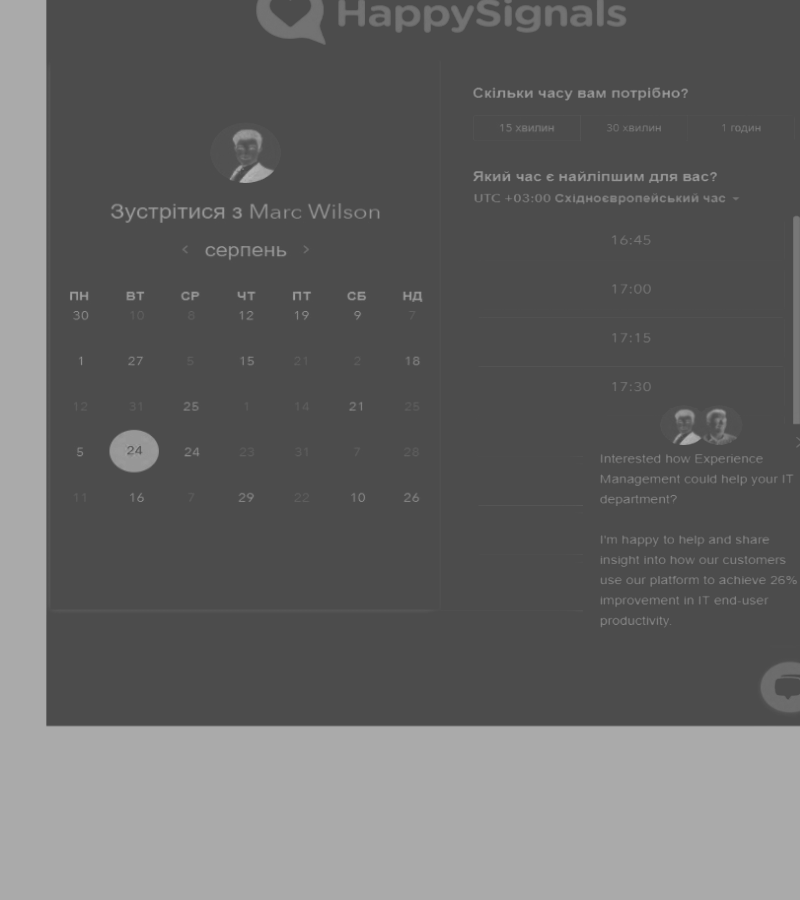 HappySignals
Зустрітися з Marc Wilson
серпень
ПН ВТ СР ЧТ ПТ СБ НД
30 10 8 12 19 9 7
1 27 5 15 21 2 18
12 31 25 1 14 21 25
5 24 24 23 31 7 28
11 16 7 29 22 10 26
Скільки часу вам потрібно?
15 хвилин 30 хвилин 1 годин
Який час є найліпшим для вас?
UTC +03:00 Східноєвропейський час
16:45
17:00
17:15
17:30
Interested how Experience
Management could help your IT
department?
I'm happy to help and share
insight into how our customers
use our platform to achieve 26%
improvement in IT end-user
productivity.